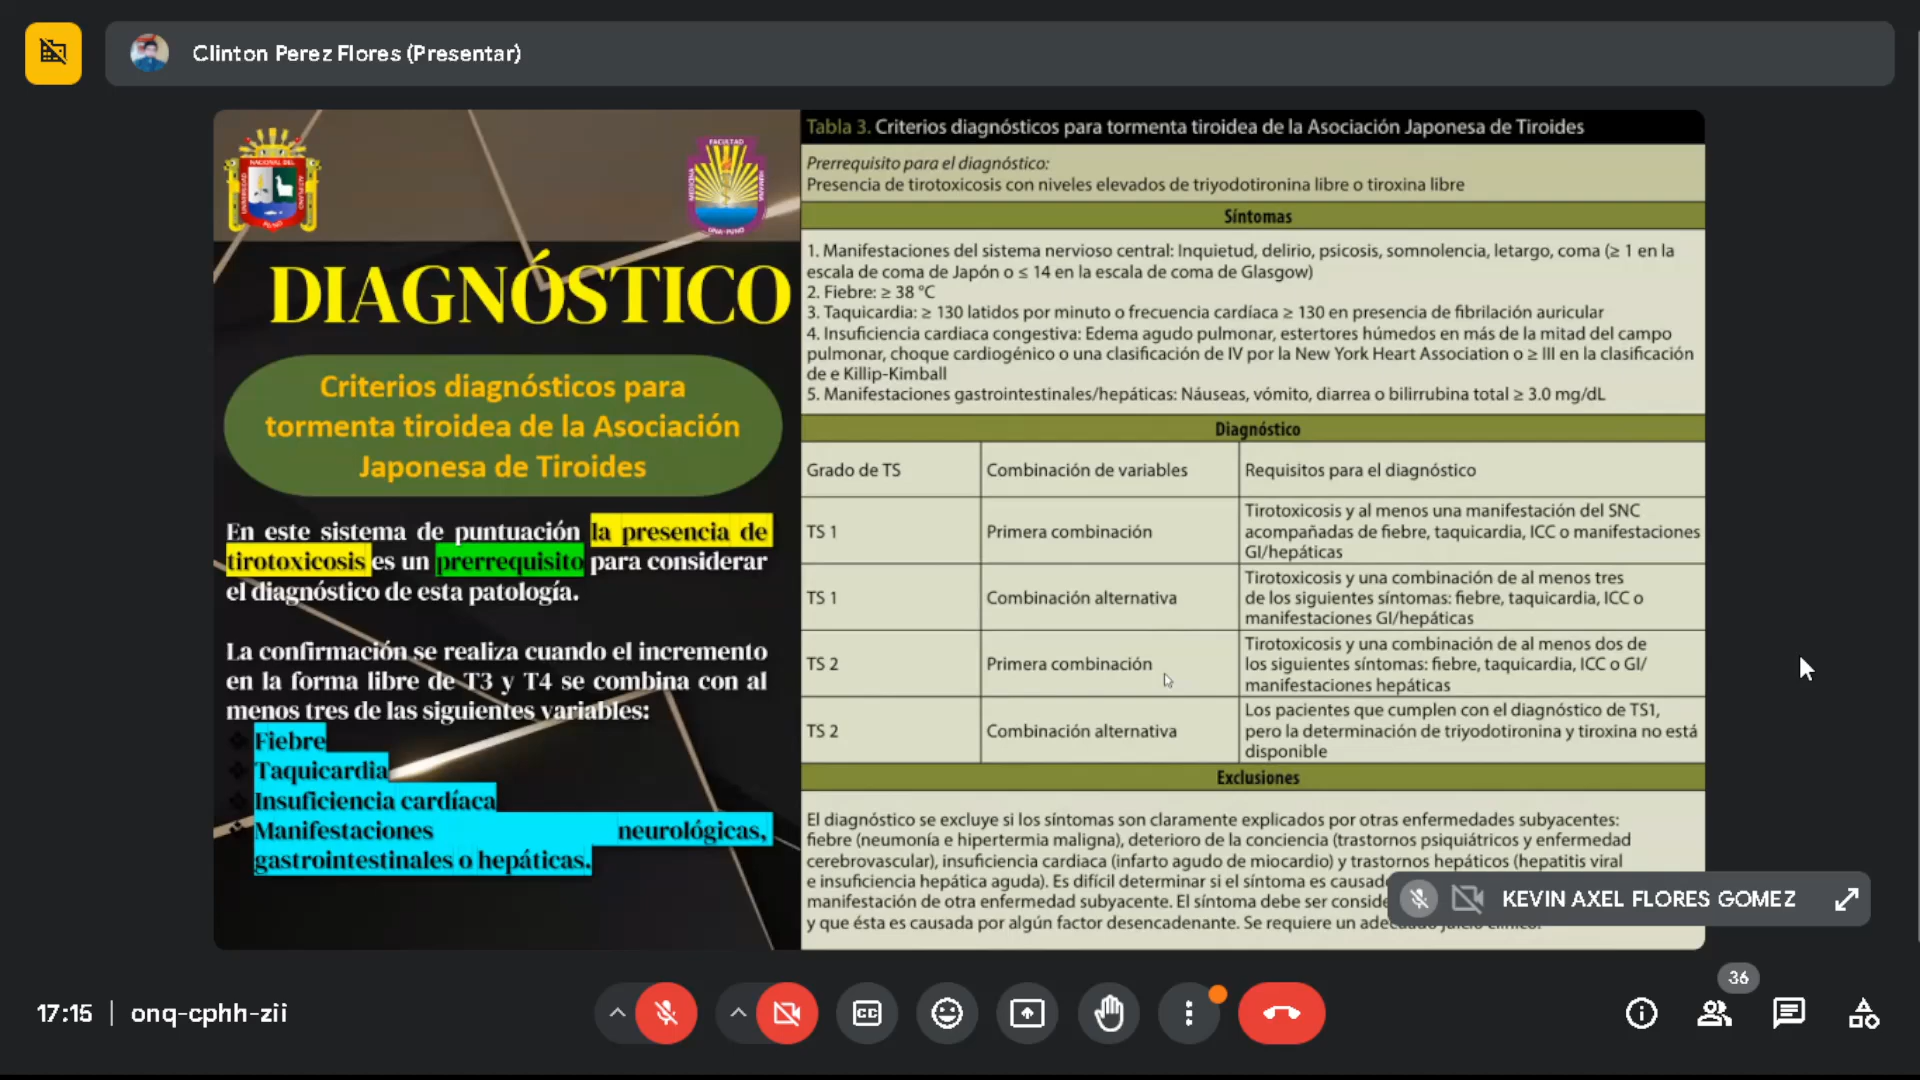 Clinton Perez Flores (Presentar)
DIAGNÓSTICO
Criterios diagnósticos para
tormenta tiroidea de la Asociación
Japonesa de Tiroides
En este sistema de puntuación la presencia de
tirotoxicosis es un prerrequisito para considerar
el diagnóstico de esta patología.
La confirmación se realiza cuando el incremento
en la forma libre de T3 y T4 se combina con al
menos tres de las siguientes variables:
Fiebre
Taquicardia
Insuficiencia cardíaca
Manifestaciones neurológicas,
gastrointestinales o hepáticas.
Tabla 3. Criterios diagnósticos para tormenta tiroidea de la Asociación Japonesa de Tiroides
Prerrequisito para el diagnóstico:
Presencia de tirotoxicosis con niveles elevados de triyodotironina libre o tiroxina libre
Síntomas
1. Manifestaciones del sistema nervioso central: Inquietud, delirio, psicosis, somnolencia, letargo, coma (≥ 1 en la
escala de coma de Japón o ≤ 14 en la escala de coma de Glasgow)
2. Fiebre: ≥ 38 °C
3. Taquicardia: ≥ 130 latidos por minuto o frecuencia cardíaca ≥ 130 en presencia de fibrilación auricular
4. Insuficiencia cardiaca congestiva: Edema agudo pulmonar, estertores húmedos en más de la mitad del campo
pulmonar, choque cardiogénico o una clasificación de IV por la New York Heart Association o ≥ III en la clasificación
de e Killip-Kimball
5. Manifestaciones gastrointestinales/hepáticas: Náuseas, vómito, diarrea o bilirrubina total ≥ 3.0 mg/dL
Diagnóstico
Grado de TS Combinación de variables Requisitos para el diagnóstico
TS 1 Primera combinación Tirotoxicosis y al menos una manifestación del SNC
acompañadas de fiebre, taquicardia, ICC o manifestaciones
GI/hepáticas
TS 1 Combinación alternativa Tirotoxicosis y una combinación de al menos tres
de los siguientes síntomas: fiebre, taquicardia, ICC o
manifestaciones GI/hepáticas
TS 2 Primera combinación Tirotoxicosis y una combinación de al menos dos de
los siguientes síntomas: fiebre, taquicardia, ICC o GI/
manifestaciones hepáticas
TS 2 Combinación alternativa Los pacientes que cumplen con el diagnóstico de TS1,
pero la determinación de triyodotironina y tiroxina no está
disponible
Exclusiones
El diagnóstico se excluye si los síntomas son claramente explicados por otras enfermedades subyacentes:
fiebre (neumonía e hipertermia maligna), deterioro de la conciencia (trastornos psiquiátricos y enfermedad
cerebrovascular), insuficiencia cardiaca (infarto agudo de miocardio) y trastornos hepáticos (hepatitis viral
e insuficiencia hepática aguda). Es difícil determinar si el síntoma es
manifestación de otra enfermedad subyacente. El síntoma debe ser
y que ésta es causada por algún factor desencadenante. Se requiere un
KEVIN AXEL FLORES GOMEZ
17:15 | onq-cphh-zii
CC
36